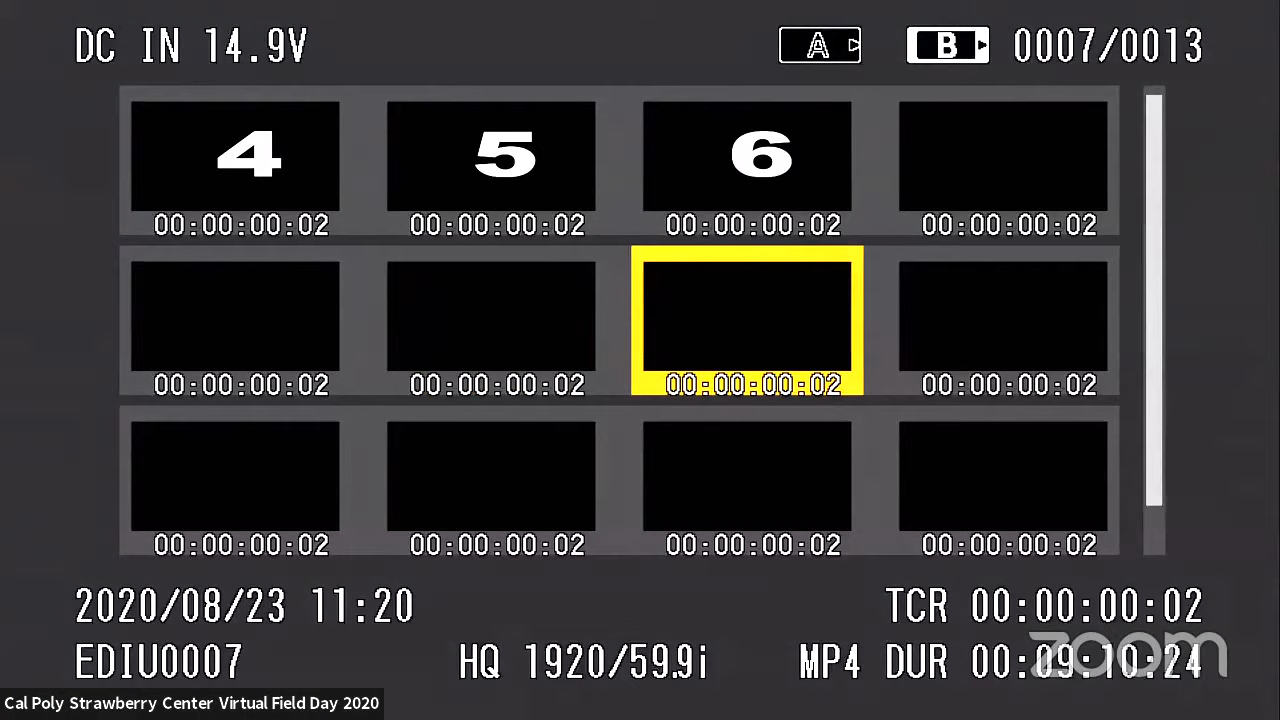 DC IN 14.9V A B 0007/0013
4 5 6
00:00:00:02 00:00:00:02 00:00:00:02 00:00:00:02
00:00:00:02 00:00:00:02 00:00:00:02 00:00:00:02
00:00:00:02 00:00:00:02 00:00:00:02 00:00:00:02
2020/08/23 11:20 TCR 00:00:00:02
EDIU0007 HQ 1920/59.9i MP4 DUR 00:09:10:24
zoom
Cal Poly Strawberry Center Virtual Field Day 2020